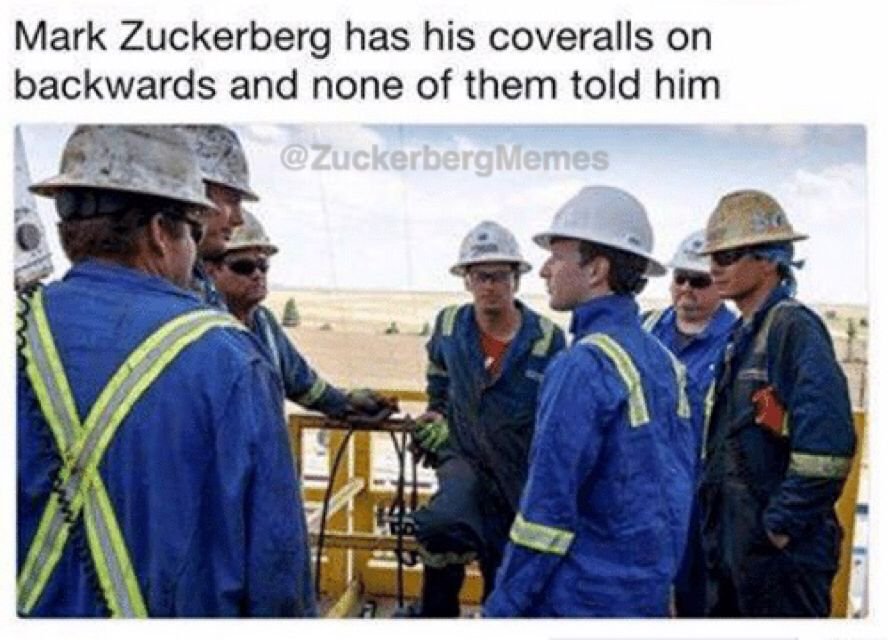 Mark Zuckerberg has his coveralls on
backwards and none of them told him
@ZuckerbergMemes